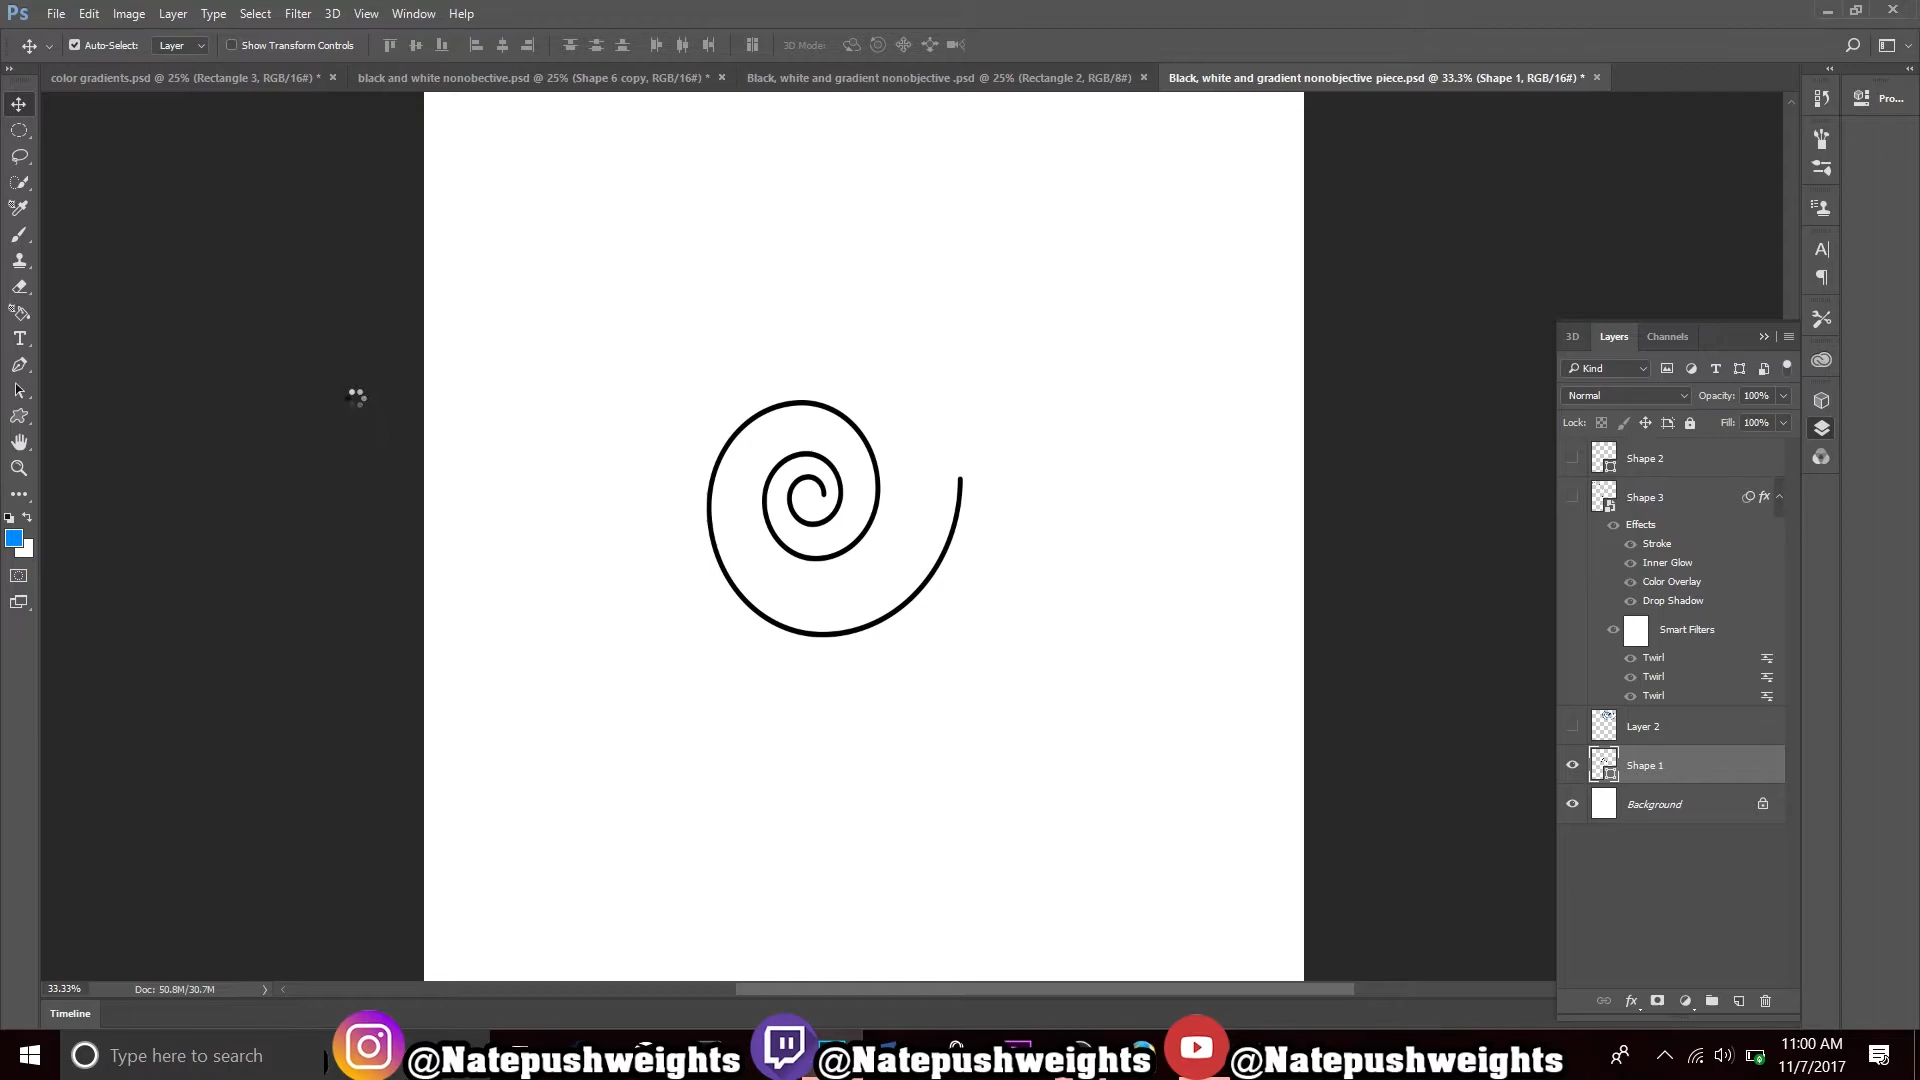 Ps File Edit Image Layer Type Select Filter 3D View Window Help
Auto-Select: Layer Show Transform Controls 3D Mode:
color gradients.psd @ 25% (Rectangle 3, RGB/16#) * × black and white nonobective.psd @ 25% (Shape 6 copy, RGB/16#) * × Black, white and gradient nonobjective .psd @ 25% (Rectangle 2, RGB/8#) × Black, white and gradient nonobjective piece.psd @ 33.3% (Shape 1, RGB/16#) * ×
Pro...
3D Layers Channels
Kind
Normal Opacity: 100%
Lock: Fill: 100%
Shape 2
Shape 3 fx
Effects
Stroke
Inner Glow
Color Overlay
Drop Shadow
Smart Filters
Twirl
Twirl
Twirl
Layer 2
Shape 1
Background
33.33% Doc: 50.8M/30.7M
fx
Timeline
Type here to search
@Natepushweights @Natepushweights @Natepushweights
11:00 AM
11/7/2017